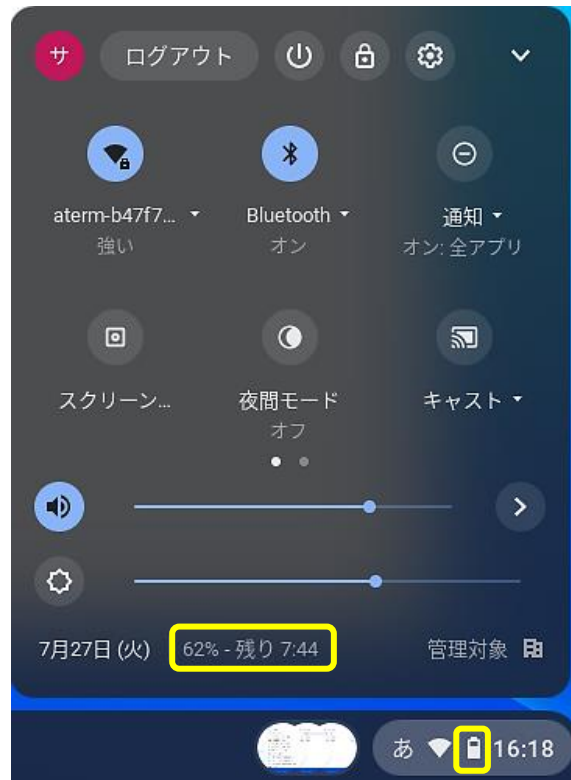 サ ログアウト
aterm-b47f7... Bluetooth 通知
強い オン オン: 全アプリ
スクリーン... 夜間モード キャスト
オフ
7月27日 (火) 62% - 残り 7:44 管理対象
あ 16:18